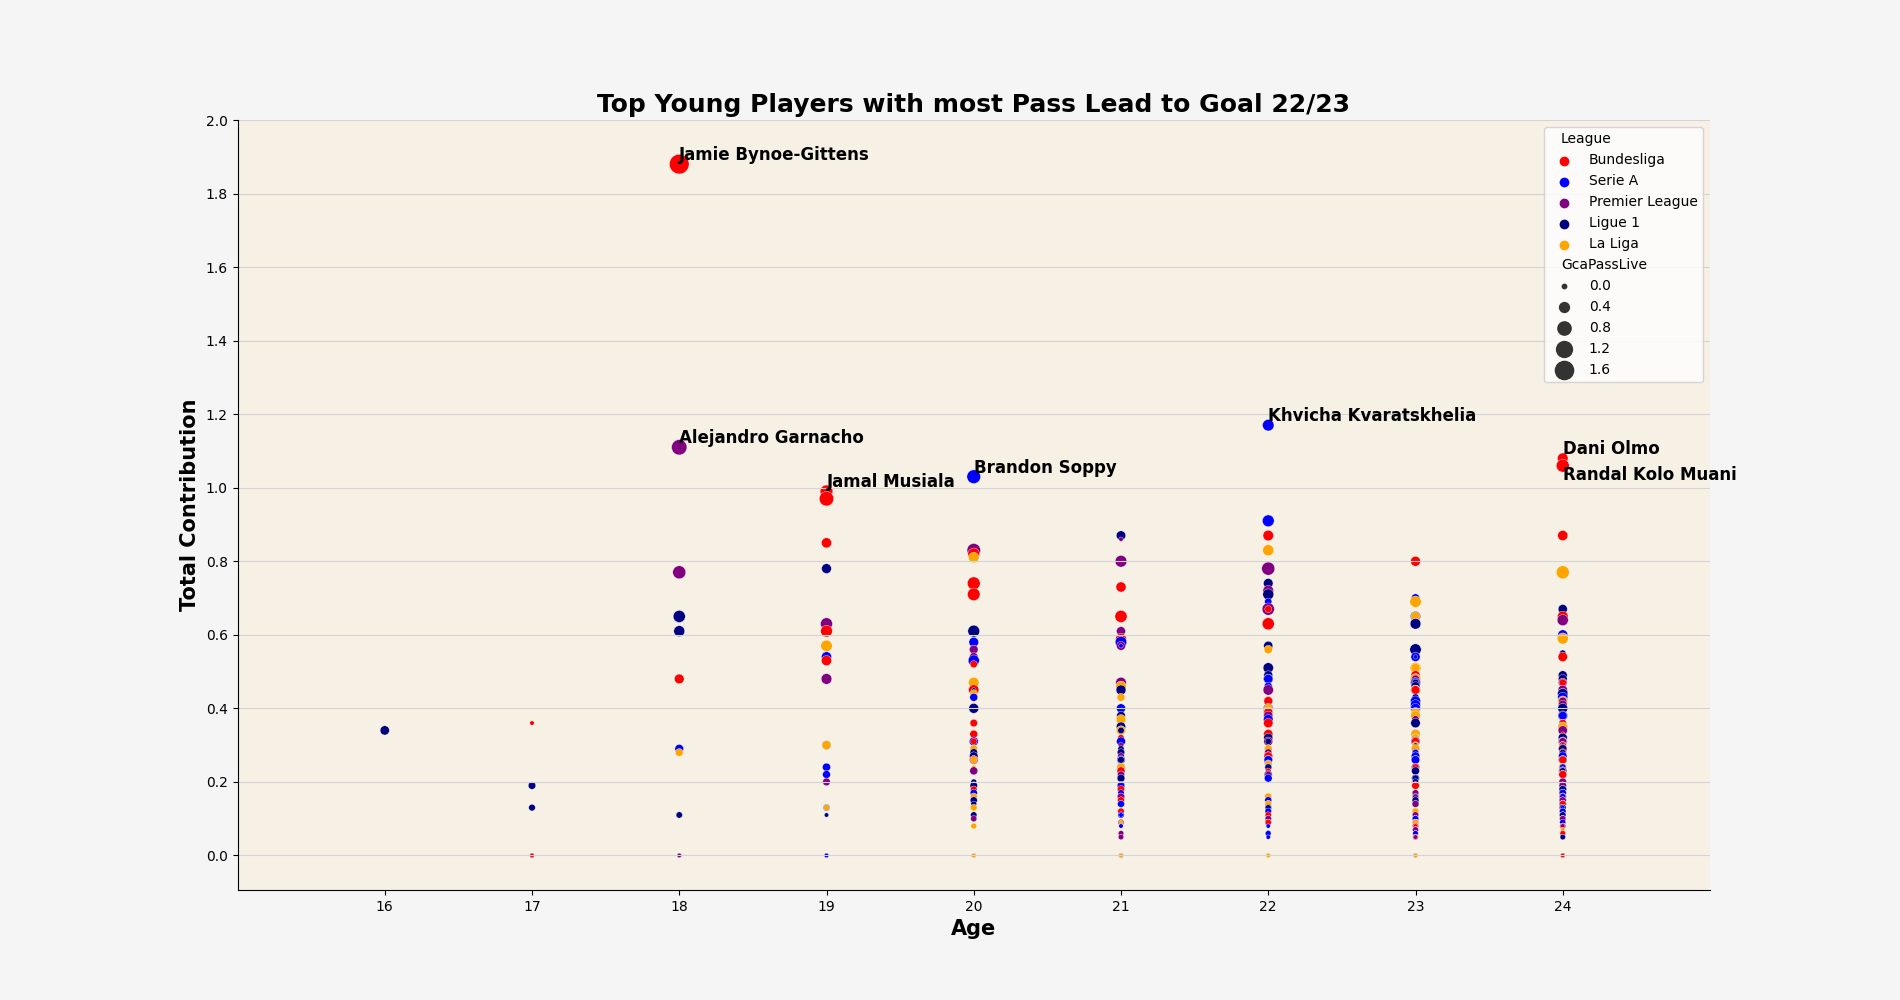 Top Young Players with most Pass Lead to Goal 22/23
2.0
1.8
1.6
1.4
1.2
1.0
0.8
0.6
0.4
0.2
0.0
Total Contribution
16 17 18 19 20 21 22 23 24
Age
Jamie Bynoe-Gittens
Alejandro Garnacho
Jamal Musiala
Brandon Soppy
Khvicha Kvaratskhelia
Dani Olmo
Randal Kolo Muani
League
Bundesliga
Serie A
Premier League
Ligue 1
La Liga
GcaPassLive
0.0
0.4
0.8
1.2
1.6